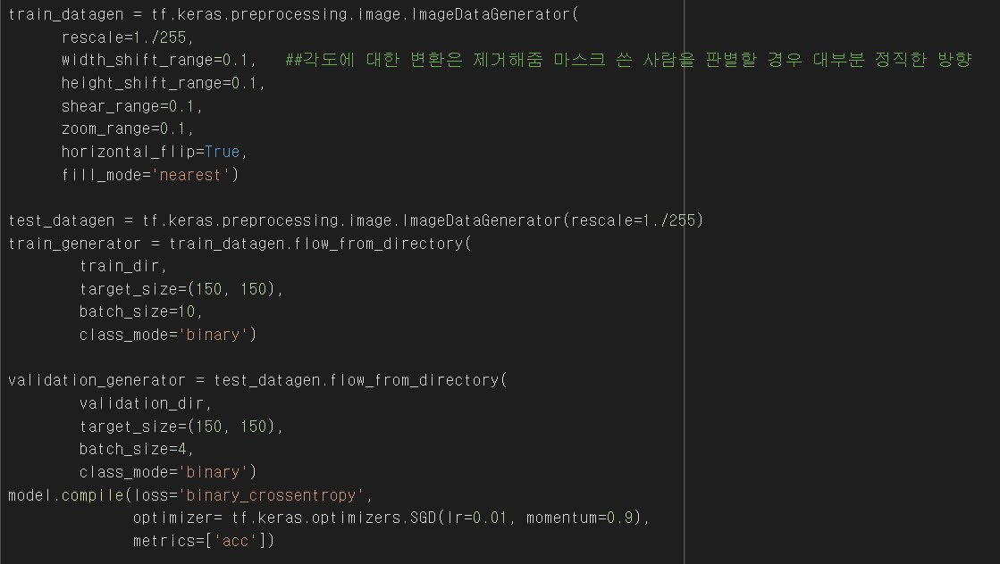 train_datagen = tf.keras.preprocessing.image.ImageDataGenerator(
rescale=1./255,
width_shift_range=0.1, ##각도에 대한 변환은 제거해줌 마스크 쓴 사람을 판별할 경우 대부분 정직한 방향
height_shift_range=0.1,
shear_range=0.1,
zoom_range=0.1,
horizontal_flip=True,
fill_mode='nearest')
test_datagen = tf.keras.preprocessing.image.ImageDataGenerator(rescale=1./255)
train_generator = train_datagen.flow_from_directory(
train_dir,
target_size=(150, 150),
batch_size=10,
class_mode='binary')
validation_generator = test_datagen.flow_from_directory(
validation_dir,
target_size=(150, 150),
batch_size=4,
class_mode='binary')
model.compile(loss='binary_crossentropy',
optimizer= tf.keras.optimizers.SGD(lr=0.01, momentum=0.9),
metrics=['acc'])